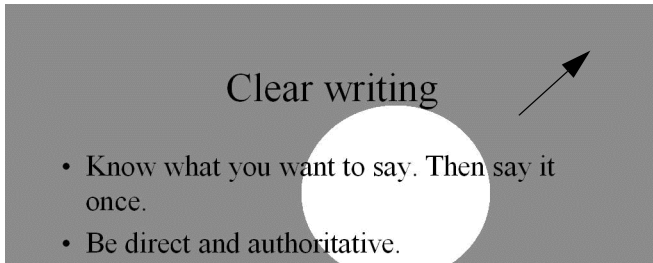 Clear writing
• Know what you want to say. Then say it
once.
• Be direct and authoritative.